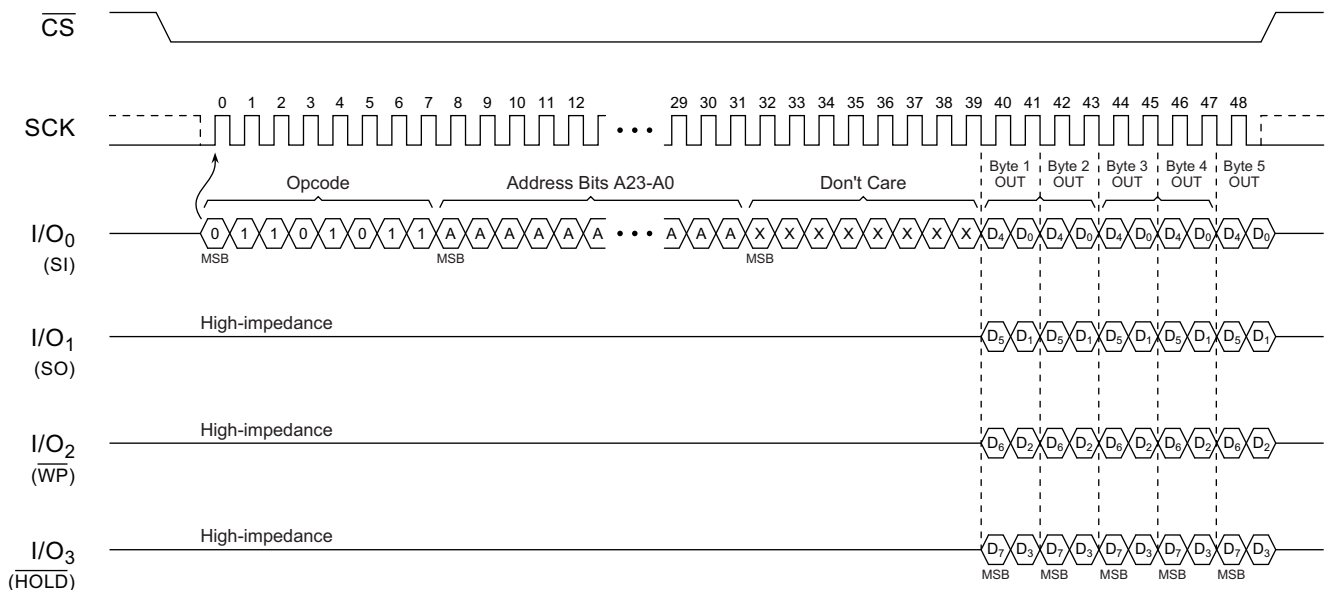 CS
0 1 2 3 4 5 6 7 8 9 10 11 12 29 30 31 32 33 34 35 36 37 38 39 40 41 42 43 44 45 46 47 48
SCK • • •
Byte 1 OUT Byte 2 OUT Byte 3 OUT Byte 4 OUT Byte 5 OUT
Opcode Address Bits A23-A0 Don't Care
I/O0 0 1 1 0 1 0 1 1 A A A A A A • • • A A A X X X X X X X X D4 D0 D4 D0 D4 D0 D4 D0 D4 D0
(SI) MSB MSB MSB
High-impedance
I/O1 D5 D1 D5 D1 D5 D1 D5 D1 D5 D1
(SO)
High-impedance
I/O2 D6 D2 D6 D2 D6 D2 D6 D2 D6 D2
(WP)
High-impedance
I/O3 D7 D3 D7 D3 D7 D3 D7 D3 D7 D3
(HOLD) MSB MSB MSB MSB MSB